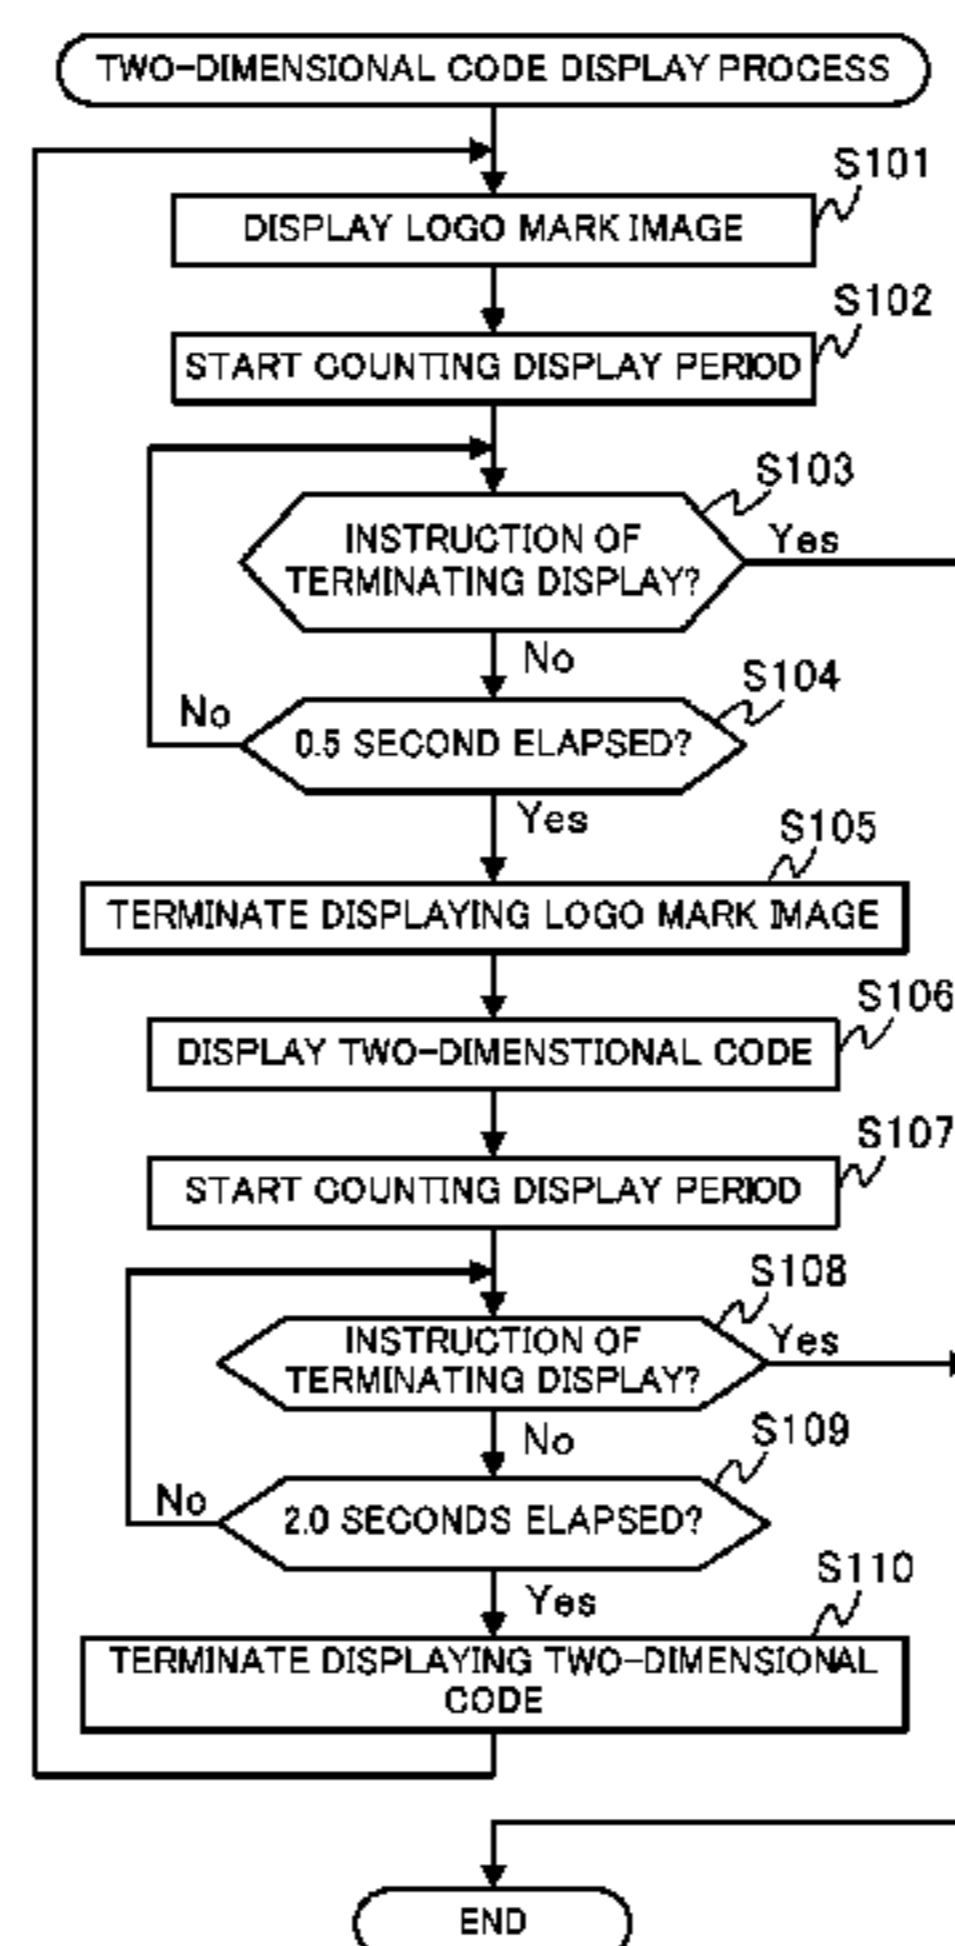 TWO-DIMENSIONAL CODE DISPLAY PROCESS
S101
DISPLAY LOGO MARK IMAGE
S102
START COUNTING DISPLAY PERIOD
S103
INSTRUCTION OF
TERMINATING DISPLAY?
Yes
No
S104
0.5 SECOND ELAPSED?
No
Yes
S105
TERMINATE DISPLAYING LOGO MARK IMAGE
S106
DISPLAY TWO-DIMENSTIONAL CODE
S107
START COUNTING DISPLAY PERIOD
S108
INSTRUCTION OF
TERMINATING DISPLAY?
Yes
No
S109
2.0 SECONDS ELAPSED?
No
Yes
S110
TERMINATE DISPLAYING TWO-DIMENSIONAL
CODE
END